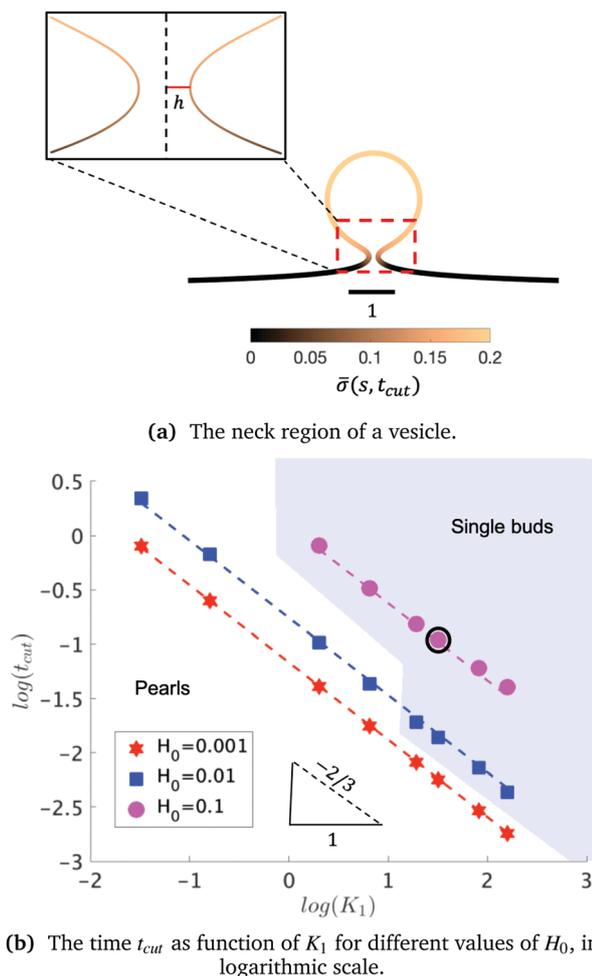 h
1
0 0.05 0.1 0.15 0.2
σ̄(s, t_cut)
(a) The neck region of a vesicle.
0.5
0
−0.5
−1
−1.5
−2
−2.5
−3
log(t_cut)
Single buds
Pearls
H_0=0.001
H_0=0.01
H_0=0.1
−2/3
1
−2 −1 0 1 2 3
log(K_1)
(b) The time t_cut as function of K_1 for different values of H_0, in
logarithmic scale.